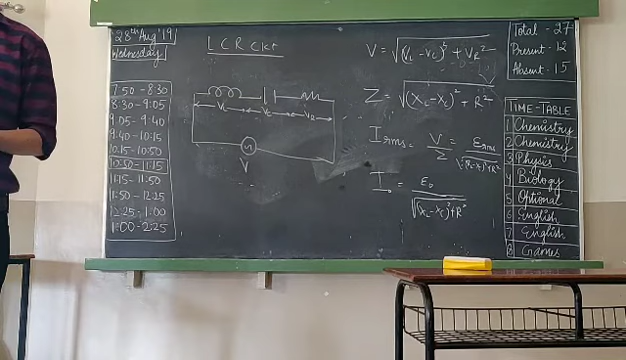 28th Aug '19
Wednesday
7:50 - 8:30
8:30 - 9:05
9:05 - 9:40
9:40 - 10:15
10:15 - 10:50
10:50 - 11:15
11:15 - 11:50
11:50 - 12:25
12:25 - 1:00
1:00 - 2:25
LCR Ckt
VL VC VR
V
V = √(VL - VC)² + VR²
Z = √(XL - XC)² + R²
Irms = V/Z = Erms/√(XL - XC)² + R²
I₀ = E₀/√(XL - XC)² + R²
Total - 27
Present - 12
Absent - 15
TIME-TABLE
1 Chemistry
2 Chemistry
3 Physics
4 Biology
5 Optional
6 English
7 English
8 Games